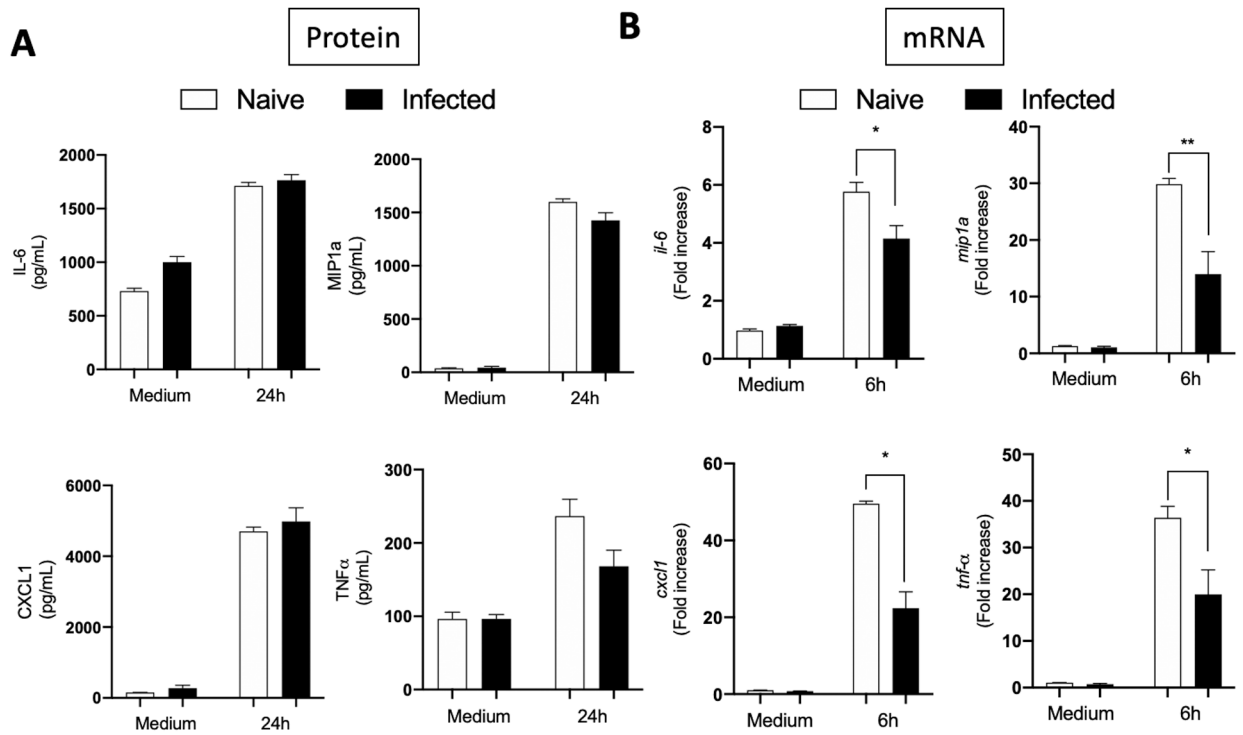 A
Protein
Naive
Infected
IL-6
(pg/mL)
2000
1500
1000
500
0
Medium
24h
MIP1a
(pg/mL)
2000
1500
1000
500
0
Medium
24h
CXCL1
(pg/mL)
6000
4000
2000
0
Medium
24h
TNFα
(pg/mL)
300
200
100
0
Medium
24h
B
mRNA
Naive
Infected
il-6
(Fold increase)
8
6
4
2
0
*
Medium
6h
mip1a
(Fold increase)
40
30
20
10
0
**
Medium
6h
cxcl1
(Fold increase)
60
40
20
0
*
Medium
6h
tnf-α
(Fold increase)
50
40
30
20
10
0
*
Medium
6h